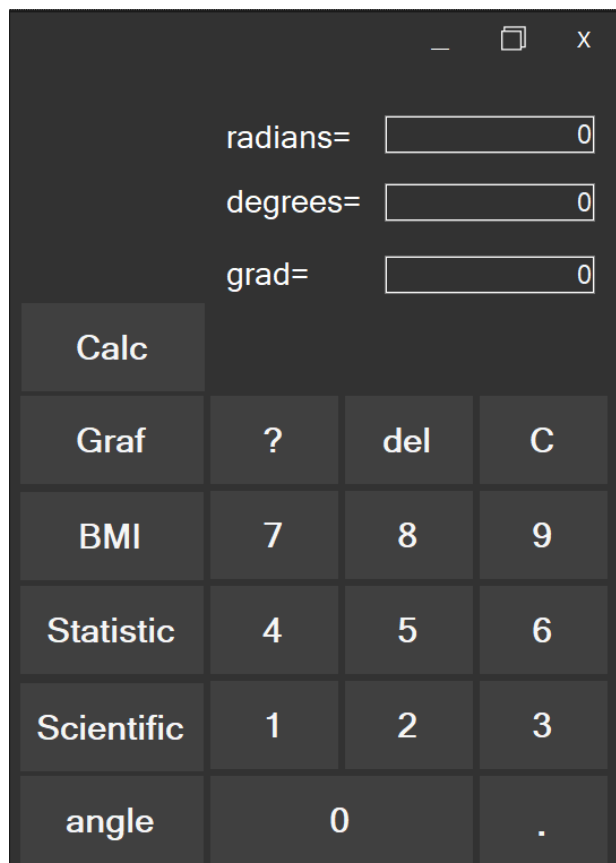 _ X
radians= 0
degrees= 0
grad= 0
Calc
Graf ? del C
BMI 7 8 9
Statistic 4 5 6
Scientific 1 2 3
angle 0 .